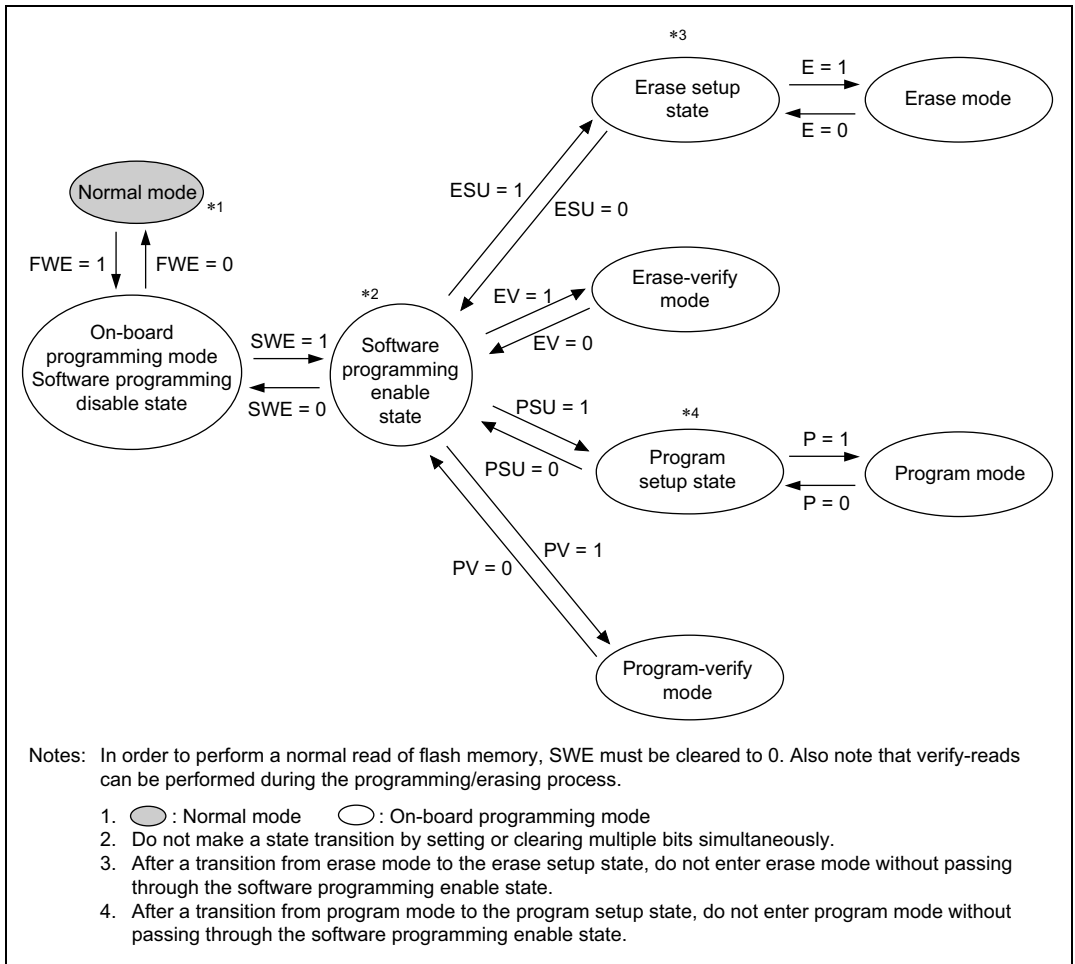 *3
Erase setup
state
E = 1
E = 0
Erase mode
Normal mode
*1
ESU = 1
ESU = 0
FWE = 1
FWE = 0
Erase-verify
mode
*2
EV = 1
EV = 0
On-board
programming mode
Software programming
disable state
SWE = 1
SWE = 0
Software
programming
enable
state
PSU = 1
PSU = 0
*4
Program
setup state
P = 1
P = 0
Program mode
PV = 1
PV = 0
Program-verify
mode
Notes: In order to perform a normal read of flash memory, SWE must be cleared to 0. Also note that verify-reads
can be performed during the programming/erasing process.
1. : Normal mode : On-board programming mode
2. Do not make a state transition by setting or clearing multiple bits simultaneously.
3. After a transition from erase mode to the erase setup state, do not enter erase mode without passing
through the software programming enable state.
4. After a transition from program mode to the program setup state, do not enter program mode without
passing through the software programming enable state.